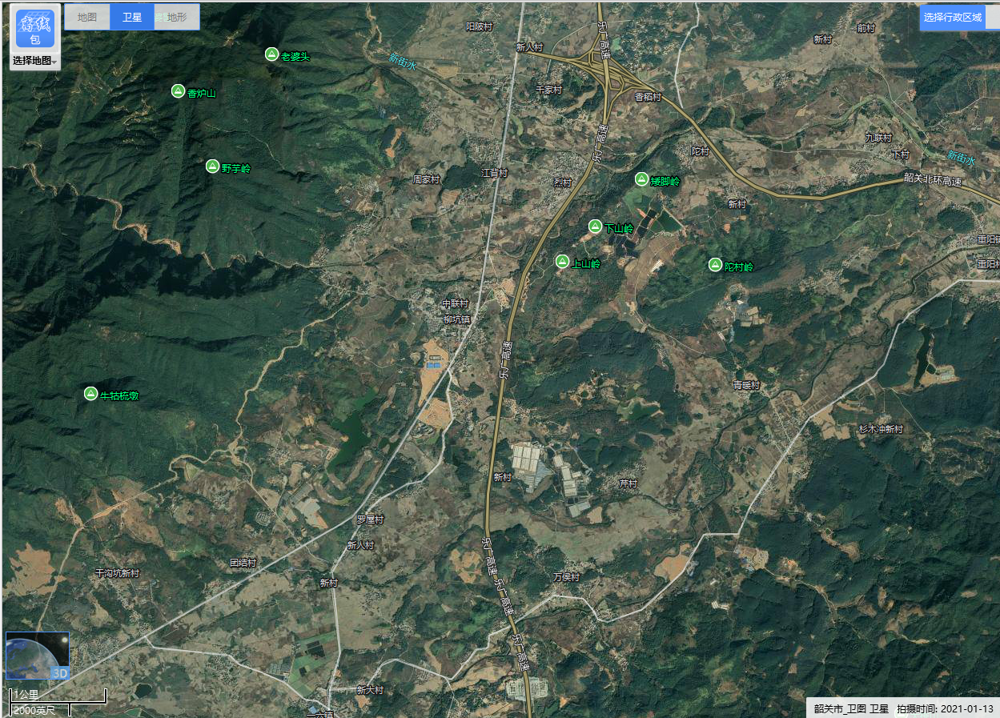 包
选择地图
地图
卫星
地形
选择行政区域
阳陂村
新人村
乐广高速
新村
前村
老婆头
新街水
香炉山
千家村
香稻村
九联村
下村
新街水
乐广高速
陀村
野芋岭
江背村
周家村
烈村
矮脚岭
韶关北环高速
新村
下山岭
重阳镇
上山岭
陀村岭
重阳村
中联村
柳坑镇
乐广高速
青暖村
牛牯梳墩
杉木冲新村
新村
芹村
罗屋村
新人村
乐广高速
团结村
干沟坑新村
万侯村
新村
乐广高速
乐广高速
3D
1公里
新大村
2000英尺
一六镇
韶关市_卫图 卫星 拍摄时间: 2021-01-13